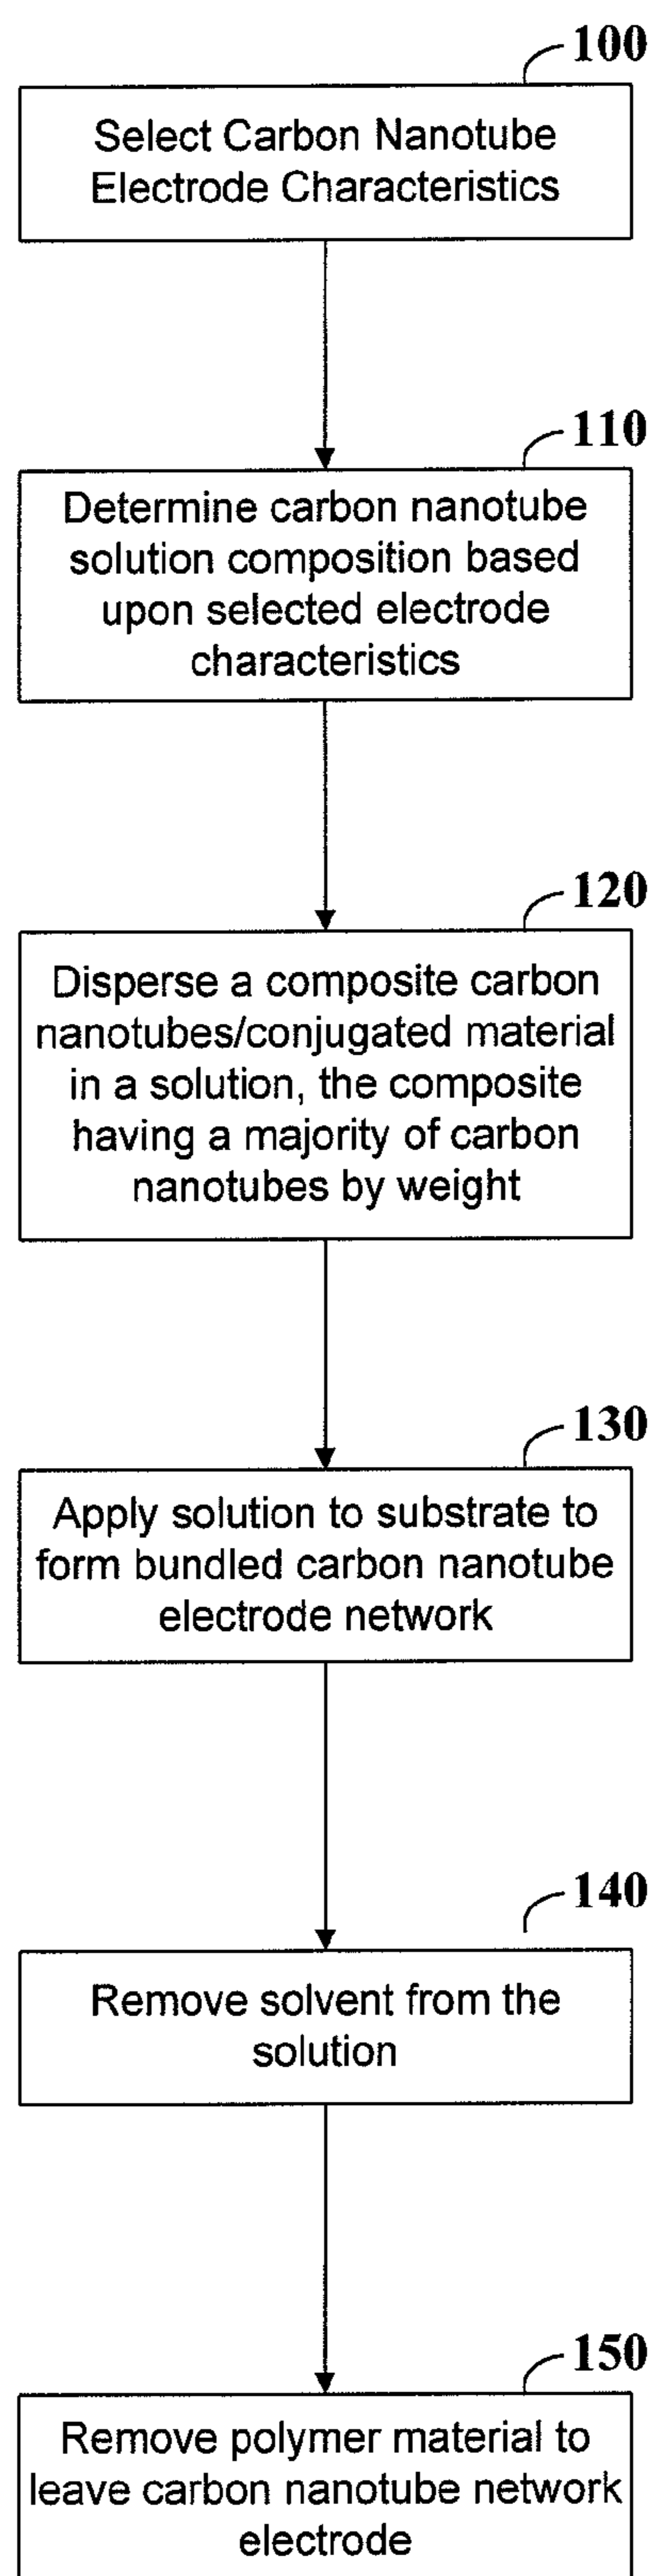 100
Select Carbon Nanotube
Electrode Characteristics
110
Determine carbon nanotube
solution composition based
upon selected electrode
characteristics
120
Disperse a composite carbon
nanotubes/conjugated material
in a solution, the composite
having a majority of carbon
nanotubes by weight
130
Apply solution to substrate to
form bundled carbon nanotube
electrode network
140
Remove solvent from the
solution
150
Remove polymer material to
leave carbon nanotube network
electrode